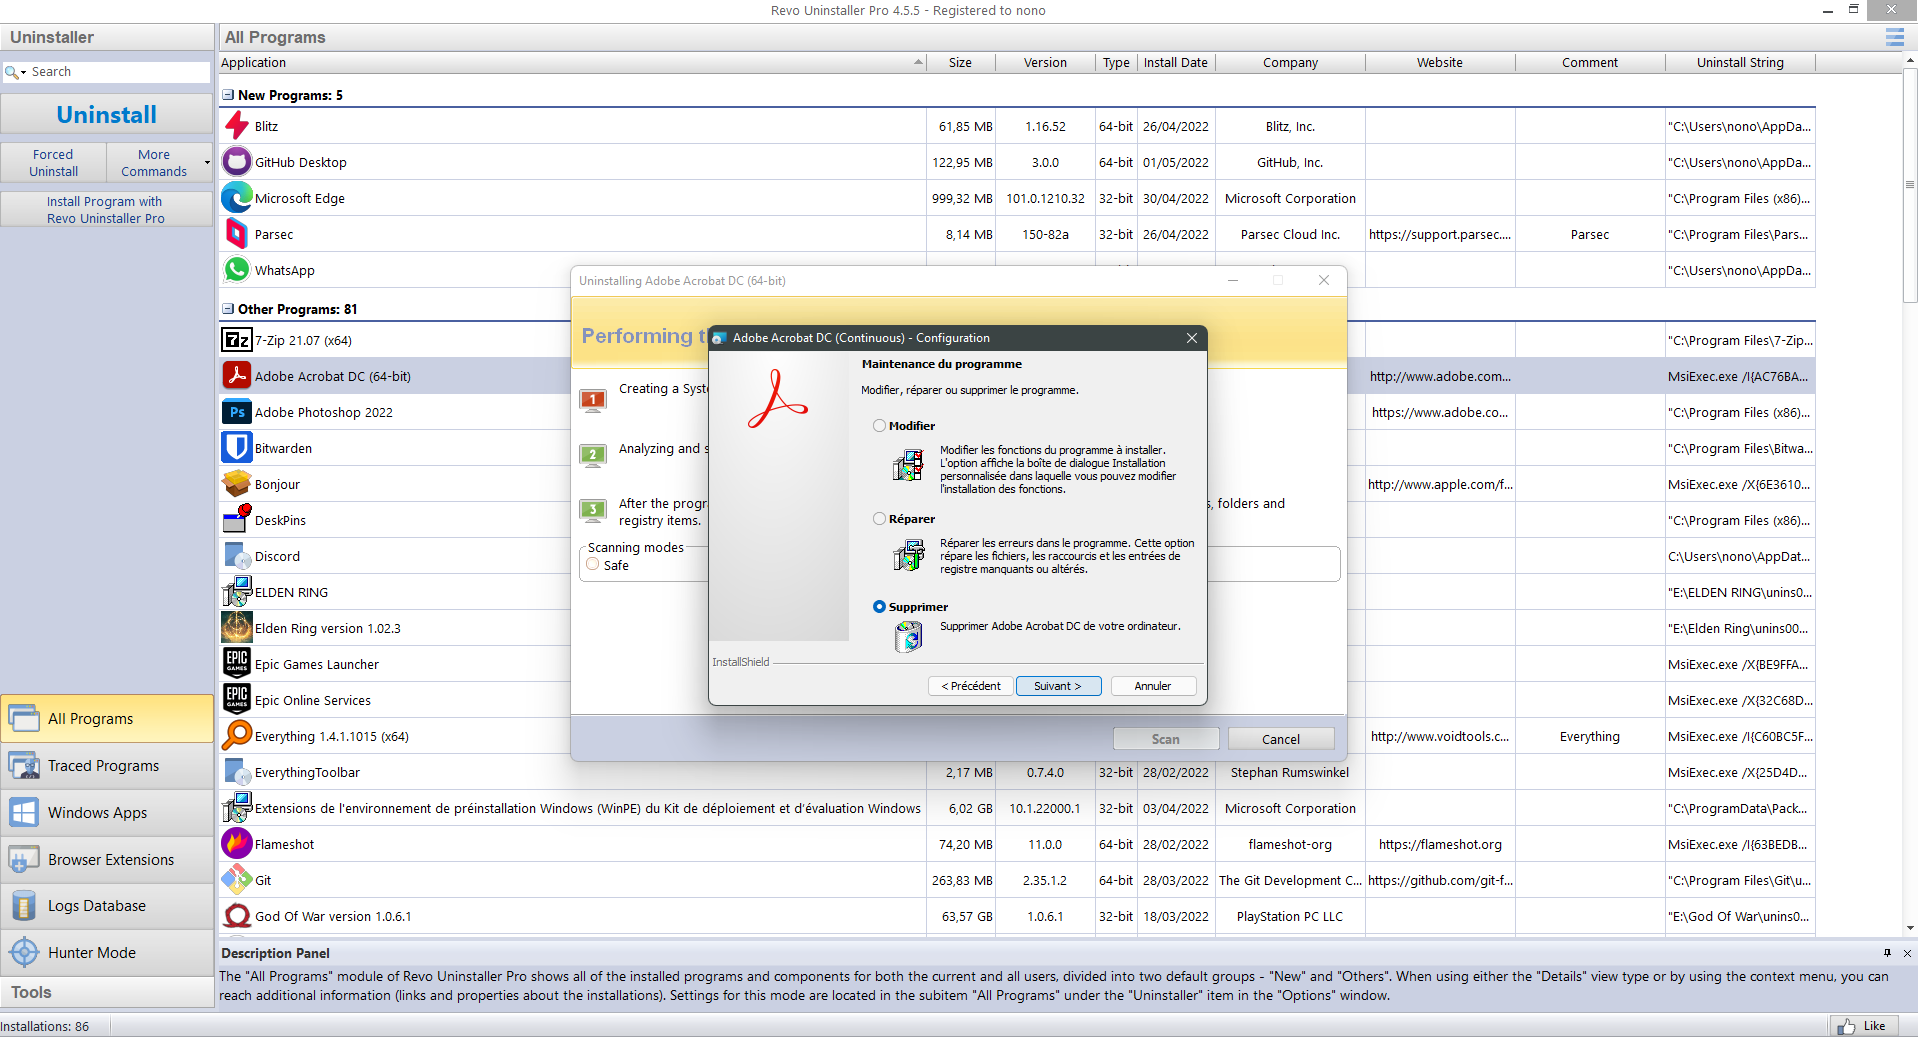 Revo Uninstaller Pro 4.5.5 - Registered to nono
Uninstaller
All Programs
Search
Uninstall
Forced
Uninstall
More
Commands
Install Program with
Revo Uninstaller Pro
Application Size Version Type Install Date Company Website Comment Uninstall String
New Programs: 5
Blitz 61,85 MB 1.16.52 64-bit 26/04/2022 Blitz, Inc. "C:\Users\nono\AppDa...
GitHub Desktop 122,95 MB 3.0.0 64-bit 01/05/2022 GitHub, Inc. "C:\Users\nono\AppDa...
Microsoft Edge 999,32 MB 101.0.1210.32 32-bit 30/04/2022 Microsoft Corporation "C:\Program Files (x86)...
Parsec 8,14 MB 150-82a 32-bit 26/04/2022 Parsec Cloud Inc. https://support.parsec.... Parsec "C:\Program Files\Pars...
WhatsApp "C:\Users\nono\AppDa...
Other Programs: 81
7-Zip 21.07 (x64) "C:\Program Files\7-Zip...
Adobe Acrobat DC (64-bit) http://www.adobe.com... MsiExec.exe /I{AC76BA...
Adobe Photoshop 2022 https://www.adobe.co... "C:\Program Files (x86)...
Bitwarden "C:\Program Files\Bitwa...
Bonjour http://www.apple.com/f... MsiExec.exe /X{6E3610...
DeskPins "C:\Program Files (x86)...
Discord C:\Users\nono\AppDat...
ELDEN RING "E:\ELDEN RING\unins0...
Elden Ring version 1.02.3 "E:\Elden Ring\unins00...
Epic Games Launcher MsiExec.exe /X{BE9FFA...
Epic Online Services MsiExec.exe /X{32C68D...
Everything 1.4.1.1015 (x64) http://www.voidtools.c... Everything MsiExec.exe /I{C60BC5F...
EverythingToolbar 2,17 MB 0.7.4.0 32-bit 28/02/2022 Stephan Rumswinkel MsiExec.exe /X{25D4D...
Extensions de l'environnement de préinstallation Windows (WinPE) du Kit de déploiement et d'évaluation Windows 6,02 GB 10.1.22000.1 32-bit 03/04/2022 Microsoft Corporation "C:\ProgramData\Pack...
Flameshot 74,20 MB 11.0.0 64-bit 28/02/2022 flameshot-org https://flameshot.org MsiExec.exe /I{63BEDB...
Git 263,83 MB 2.35.1.2 64-bit 28/03/2022 The Git Development C... https://github.com/git-f... "C:\Program Files\Git\u...
God Of War version 1.0.6.1 63,57 GB 1.0.6.1 32-bit 18/03/2022 PlayStation PC LLC "E:\God Of War\unins0...
Uninstalling Adobe Acrobat DC (64-bit)
Performing t
1 Creating a Syst
2 Analyzing and s
3 After the progr s, folders and
registry items.
Scanning modes
Safe
Scan
Cancel
Adobe Acrobat DC (Continuous) - Configuration
Maintenance du programme
Modifier, réparer ou supprimer le programme.
Modifier
Modifier les fonctions du programme à installer.
L'option affiche la boîte de dialogue Installation
personnalisée dans laquelle vous pouvez modifier
l'installation des fonctions.
Réparer
Réparer les erreurs dans le programme. Cette option
répare les fichiers, les raccourcis et les entrées de
registre manquants ou altérés.
Supprimer
Supprimer Adobe Acrobat DC de votre ordinateur.
InstallShield
< Précédent
Suivant >
Annuler
All Programs
Traced Programs
Windows Apps
Browser Extensions
Logs Database
Hunter Mode
Tools
Description Panel
The "All Programs" module of Revo Uninstaller Pro shows all of the installed programs and components for both the current and all users, divided into two default groups - "New" and "Others". When using either the "Details" view type or by using the context menu, you can
reach additional information (links and properties about the installations). Settings for this mode are located in the subitem "All Programs" under the "Uninstaller" item in the "Options" window.
Installations: 86
Like